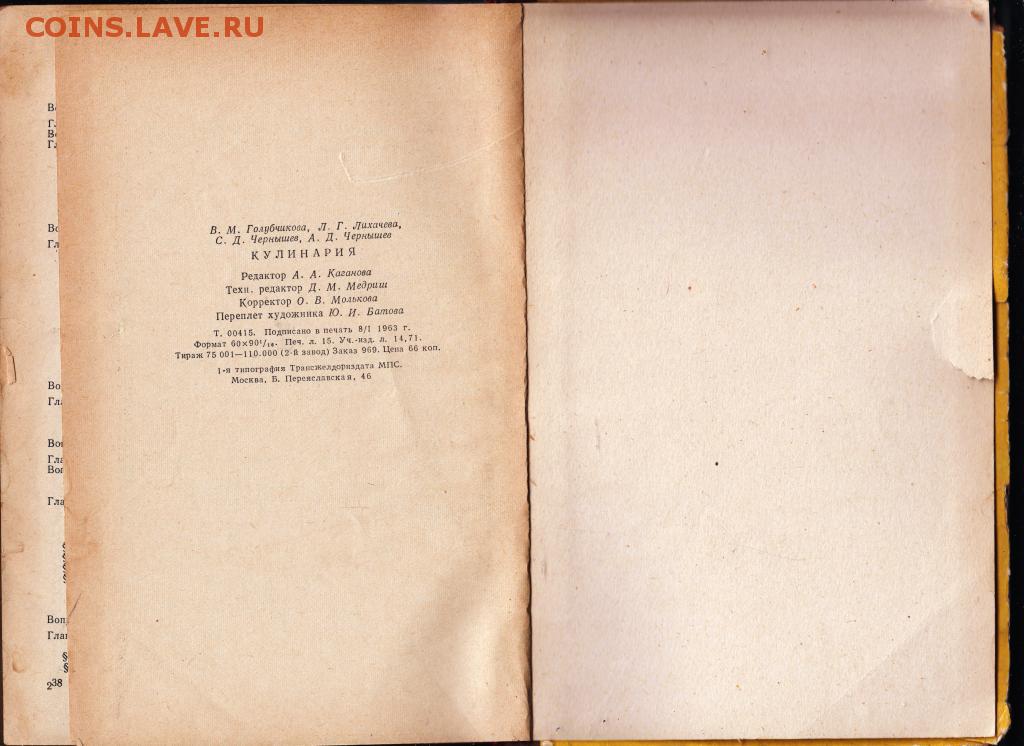 COINS.LAVE.RU
В. М. Голубчикова, Л. Г. Лихачева,
С. Д. Чернышев, А. Д. Чернышев
КУЛИНАРИЯ
Редактор А. А. Каганова
Техн. редактор Д. М. Медриш
Корректор О. В. Молькова
Переплет художника Ю. И. Батова
Т. 00415. Подписано в печать 8/I 1963 г.
Формат 60×90¹/₁₆. Печ. л. 15. Уч.-изд. л. 14,71.
Тираж 75 001—110.000 (2-й завод) Заказ 969. Цена 66 коп.
1-я типография Трансжелдориздата МПС.
Москва, Б. Переяславская, 46
238